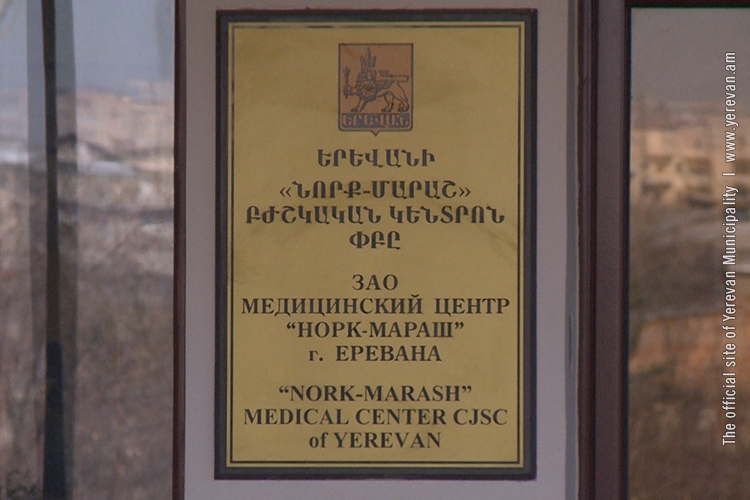 ԵՐԵՎԱՆ
ԵՐԵՎԱՆԻ
«ՆՈՐՔ-ՄԱՐԱՇ»
ԲԺՇԿԱԿԱՆ ԿԵՆՏՐՈՆ
ՓԲԸ
ЗАО
МЕДИЦИНСКИЙ ЦЕНТР
“НОРК-МАРАШ”
г. ЕРЕВАНА
“NORK-MARASH”
MEDICAL CENTER CJSC
of YEREVAN
The official site of Yerevan Municipality I www.yerevan.am